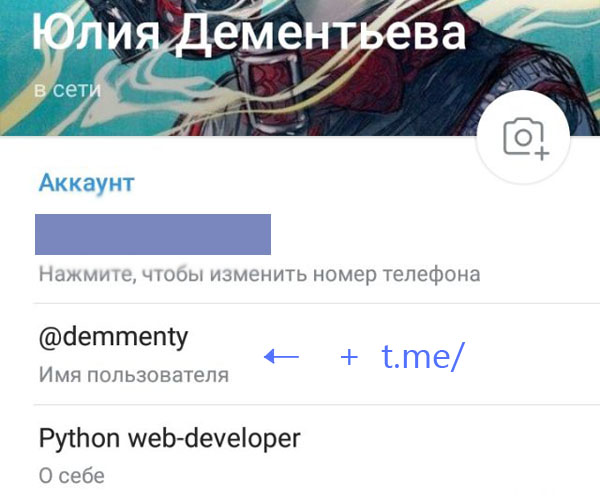 Юлия Дементьева
в сети
Аккаунт
Нажмите, чтобы изменить номер телефона
@demmenty
← + t.me/
Имя пользователя
Python web-developer
О себе